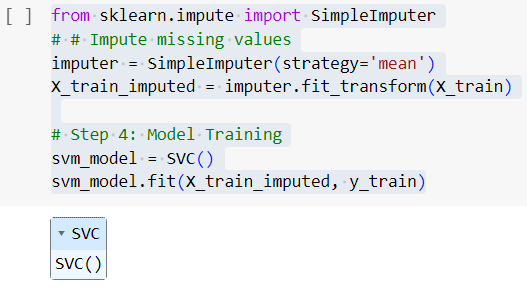 [ ] from sklearn.impute import SimpleImputer
# # Impute missing values
imputer = SimpleImputer(strategy='mean')
X_train_imputed = imputer.fit_transform(X_train)
# Step 4: Model Training
svm_model = SVC()
svm_model.fit(X_train_imputed, y_train)
▾ SVC
SVC()